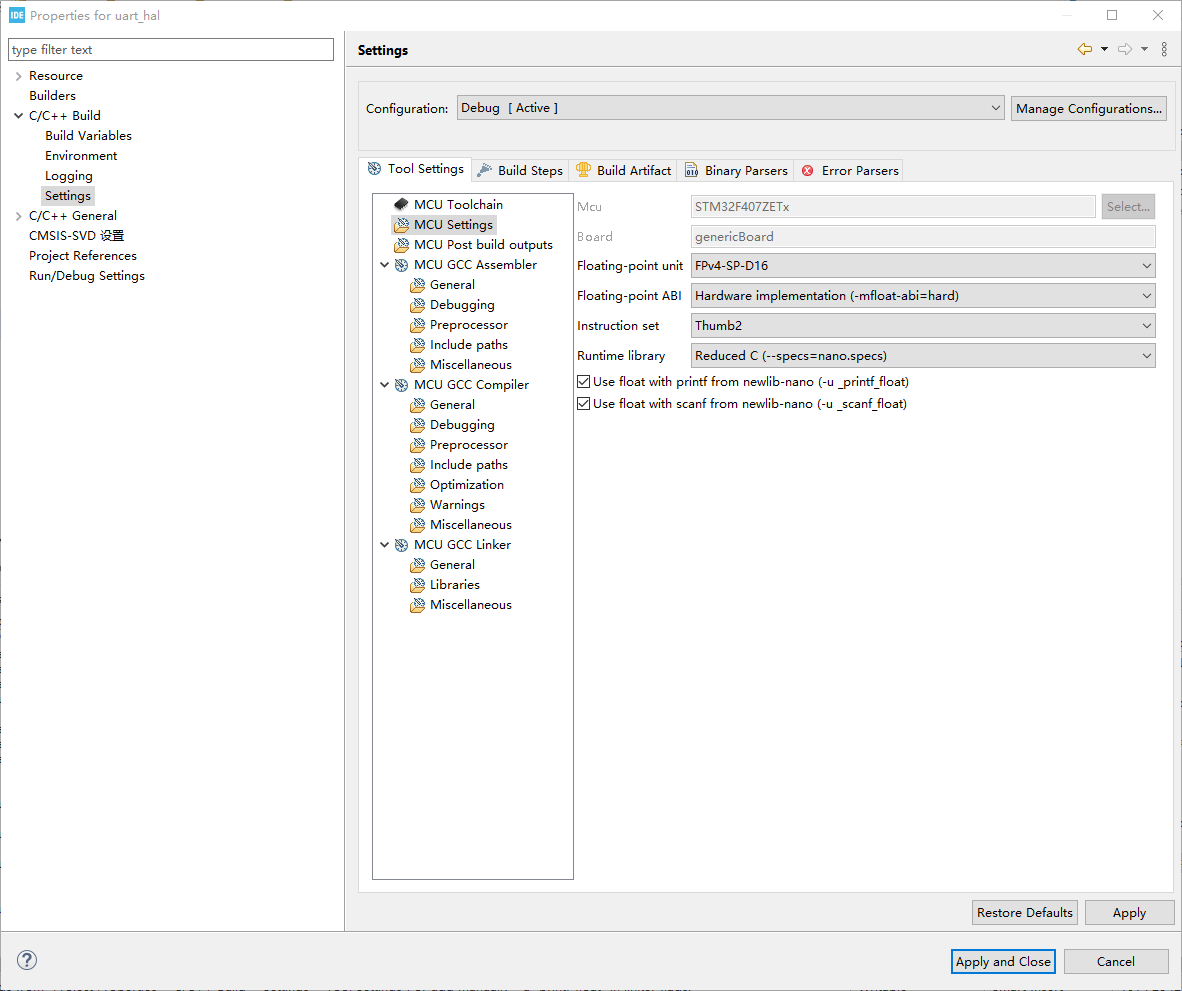 IDE Properties for uart_hal
type filter text
Resource
Builders
C/C++ Build
Build Variables
Environment
Logging
Settings
C/C++ General
CMSIS-SVD 设置
Project References
Run/Debug Settings
Settings
Configuration: Debug [ Active ] Manage Configurations...
Tool Settings Build Steps Build Artifact 010 Binary Parsers Error Parsers
MCU Toolchain
MCU Settings
MCU Post build outputs
MCU GCC Assembler
General
Debugging
Preprocessor
Include paths
Miscellaneous
MCU GCC Compiler
General
Debugging
Preprocessor
Include paths
Optimization
Warnings
Miscellaneous
MCU GCC Linker
General
Libraries
Miscellaneous
Mcu STM32F407ZETx Select...
Board genericBoard
Floating-point unit FPv4-SP-D16
Floating-point ABI Hardware implementation (-mfloat-abi=hard)
Instruction set Thumb2
Runtime library Reduced C (--specs=nano.specs)
Use float with printf from newlib-nano (-u _printf_float)
Use float with scanf from newlib-nano (-u _scanf_float)
Restore Defaults Apply
? Apply and Close Cancel